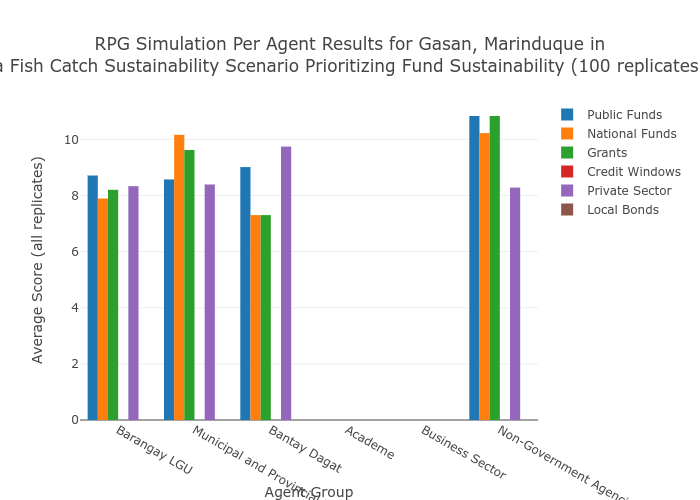 RPG Simulation Per Agent Results for Gasan, Marinduque in
a Fish Catch Sustainability Scenario Prioritizing Fund Sustainability (100 replicates
Public Funds
National Funds
Grants
Credit Windows
Private Sector
Local Bonds
Average Score (all replicates)
10
8
6
4
2
0
Barangay LGU
Municipal and Provincial
Bantay Dagat
Academe
Business Sector
Non-Government Agenci
Agent Group